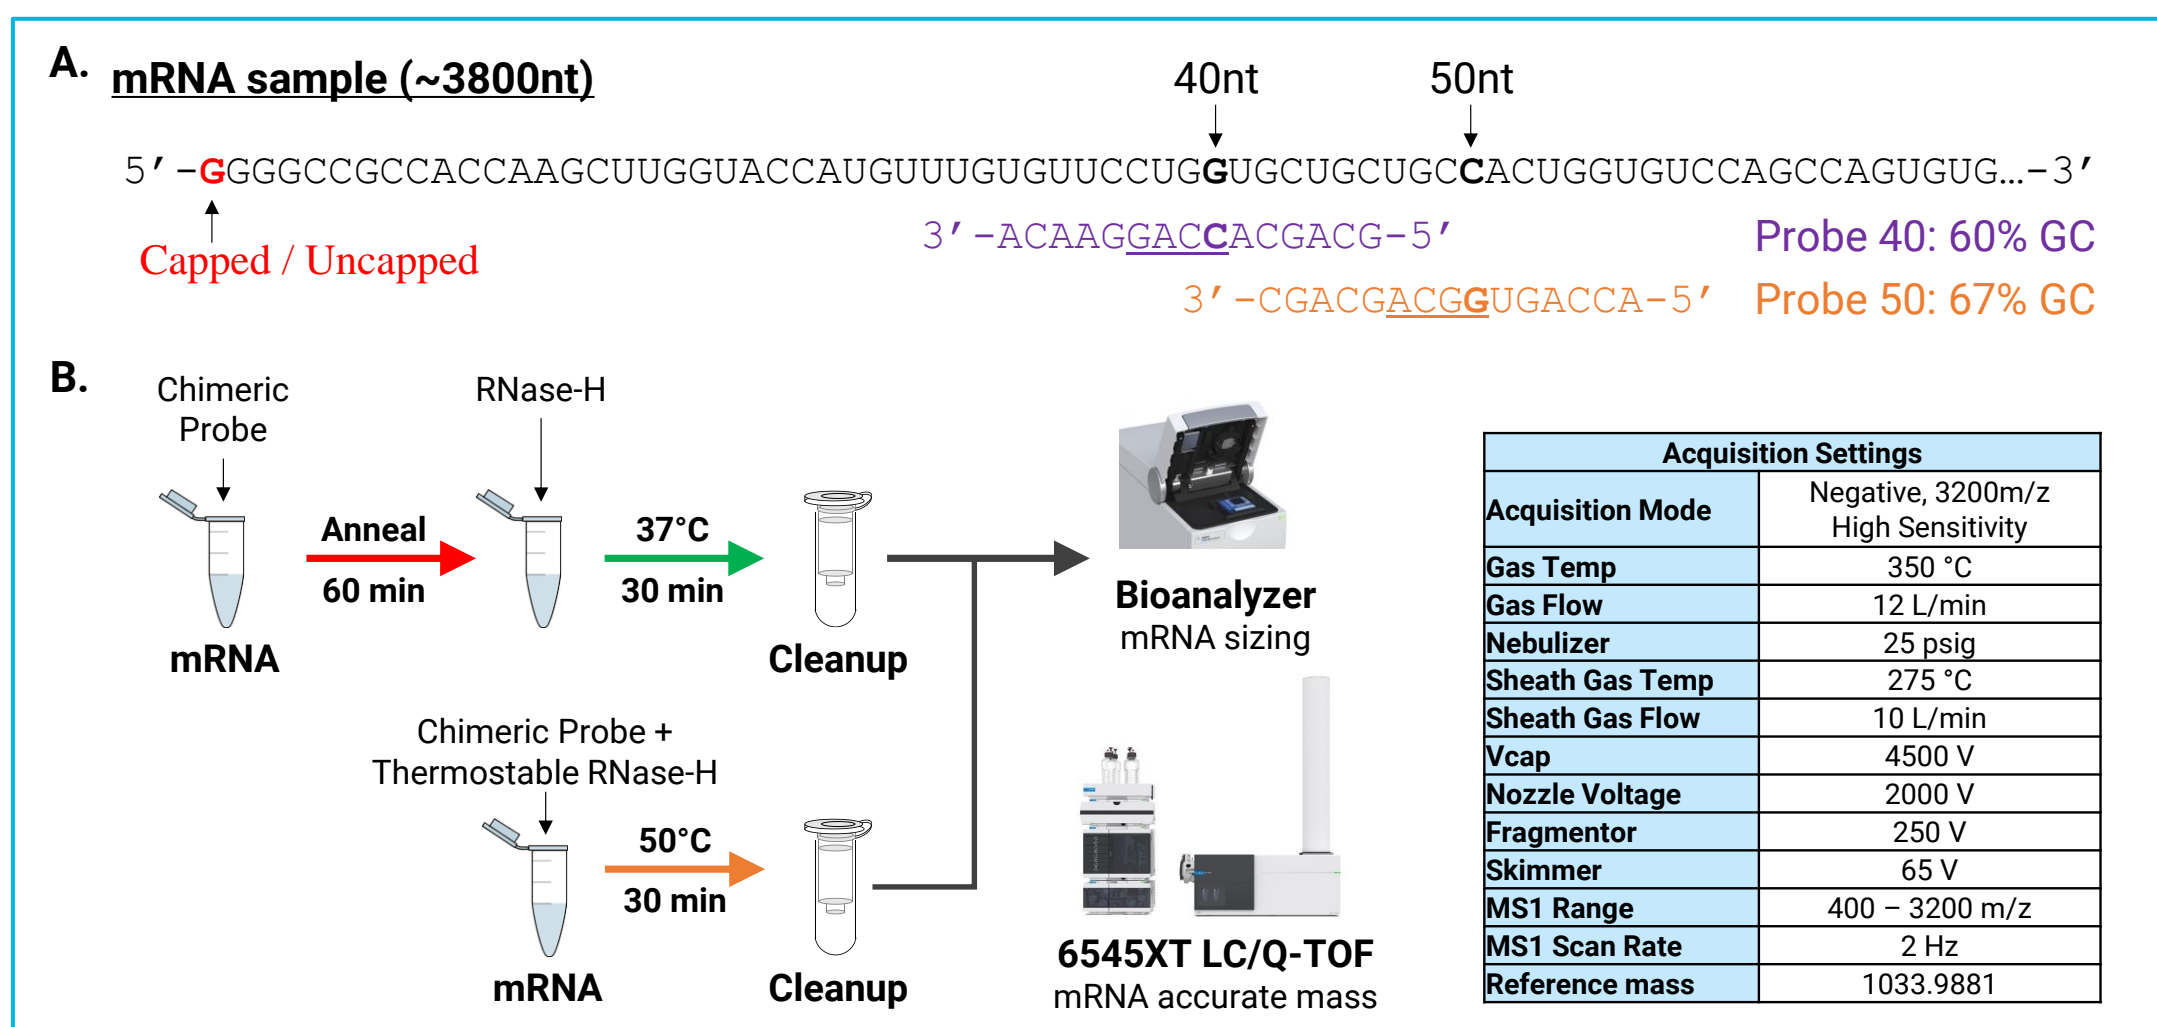 A. mRNA sample (~3800nt)
40nt 50nt
5′-GGGGCCGCCACCAAGCUUGGUACCAUGUUUGUGUUCCUGGUGCUGCUGCCACUGGUGUCCAGCCAGUGUG…-3′
3′-ACAAGGACCACGACG-5′ Probe 40: 60% GC
Capped / Uncapped
3′-CGACGACGGUGACCA-5′ Probe 50: 67% GC
B.
Chimeric
Probe
RNase-H
Anneal
60 min
37°C
30 min
mRNA
Cleanup
Bioanalyzer
mRNA sizing
Chimeric Probe +
Thermostable RNase-H
50°C
30 min
mRNA
Cleanup
6545XT LC/Q-TOF
mRNA accurate mass
Acquisition Settings
Acquisition Mode Negative, 3200m/z
High Sensitivity
Gas Temp 350 °C
Gas Flow 12 L/min
Nebulizer 25 psig
Sheath Gas Temp 275 °C
Sheath Gas Flow 10 L/min
Vcap 4500 V
Nozzle Voltage 2000 V
Fragmentor 250 V
Skimmer 65 V
MS1 Range 400 – 3200 m/z
MS1 Scan Rate 2 Hz
Reference mass 1033.9881